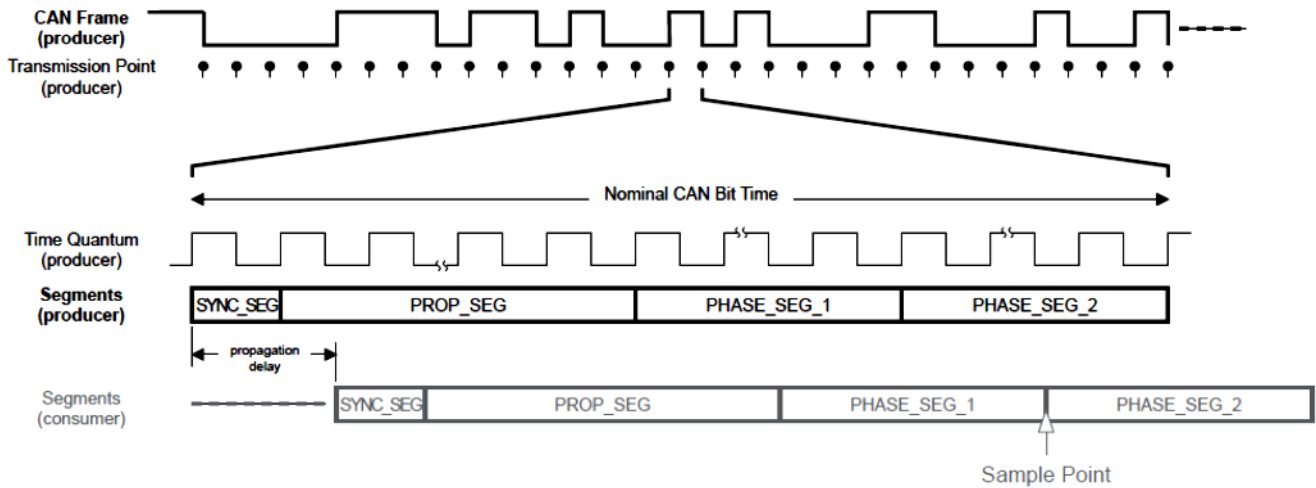 CAN Frame
(producer)
Transmission Point
(producer)
Nominal CAN Bit Time
Time Quantum
(producer)
Segments
(producer)
SYNC_SEG PROP_SEG PHASE_SEG_1 PHASE_SEG_2
propagation
delay
Segments
(consumer)
SYNC_SEG PROP_SEG PHASE_SEG_1 PHASE_SEG_2
Sample Point